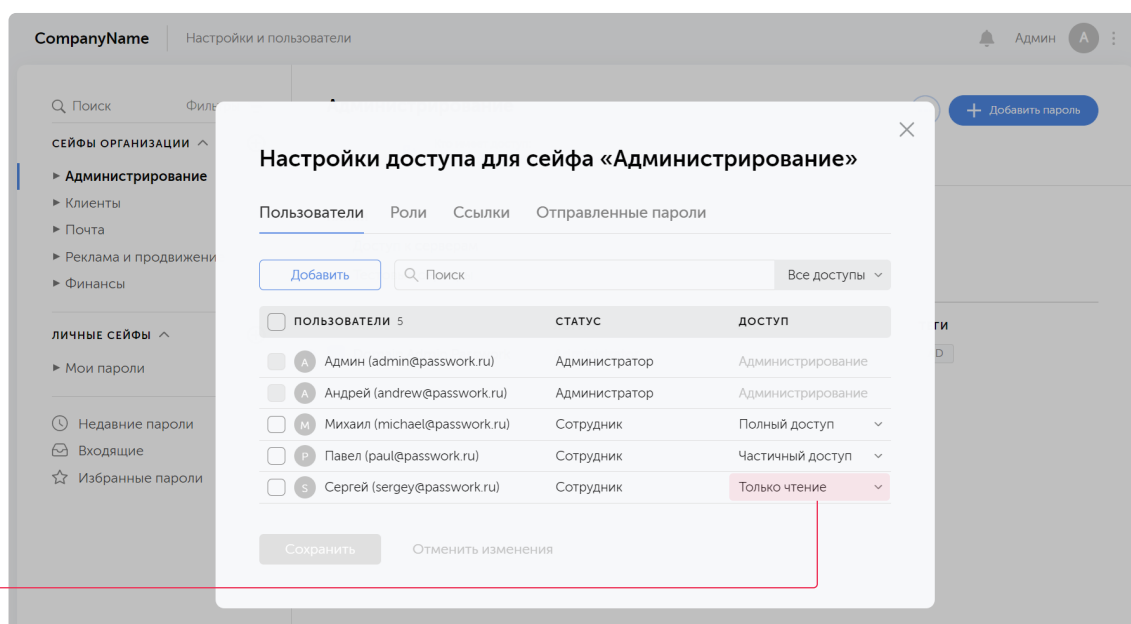 CompanyName Настройки и пользователи Админ A
Поиск
СЕЙФЫ ОРГАНИЗАЦИИ
Администрирование
Клиенты
Почта
Реклама и продвижени
Финансы
ЛИЧНЫЕ СЕЙФЫ
Мои пароли
Недавние пароли
Входящие
Избранные пароли
Добавить пароль
Настройки доступа для сейфа «Администрирование»
Пользователи Роли Ссылки Отправленные пароли
Добавить Поиск Все доступы
ПОЛЬЗОВАТЕЛИ 5 СТАТУС ДОСТУП
A Админ (admin@passwork.ru) Администратор Администрирование
A Андрей (andrew@passwork.ru) Администратор Администрирование
M Михаил (michael@passwork.ru) Сотрудник Полный доступ
P Павел (paul@passwork.ru) Сотрудник Частичный доступ
S Сергей (sergey@passwork.ru) Сотрудник Только чтение
Сохранить Отменить изменения